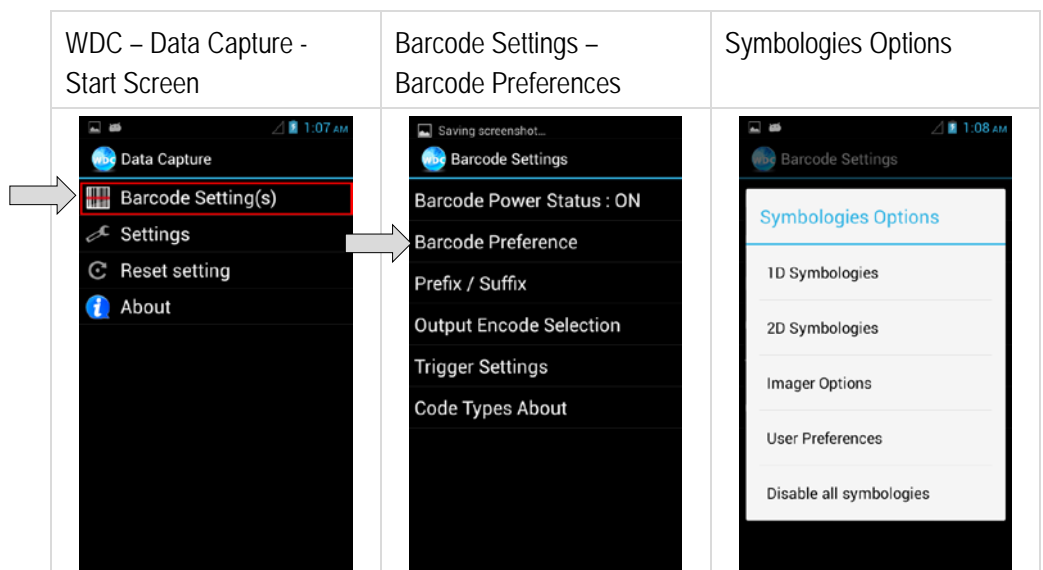 WDC – Data Capture -
Start Screen
Barcode Settings –
Barcode Preferences
Symbologies Options
1:07 AM
wdc Data Capture
Barcode Setting(s)
Settings
Reset setting
About
Saving screenshot...
wdc Barcode Settings
Barcode Power Status : ON
Barcode Preference
Prefix / Suffix
Output Encode Selection
Trigger Settings
Code Types About
1:08 AM
wdc Barcode Settings
Symbologies Options
1D Symbologies
2D Symbologies
Imager Options
User Preferences
Disable all symbologies